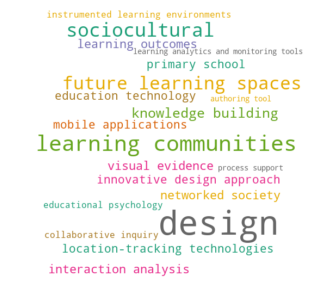 instrumented learning environments
sociocultural
learning outcomes
learning analytics and monitoring tools
primary school
future learning spaces
education technology
authoring tool
knowledge building
mobile applications
learning communities
visual evidence
process support
innovative design approach
networked society
educational psychology
design
collaborative inquiry
location-tracking technologies
interaction analysis